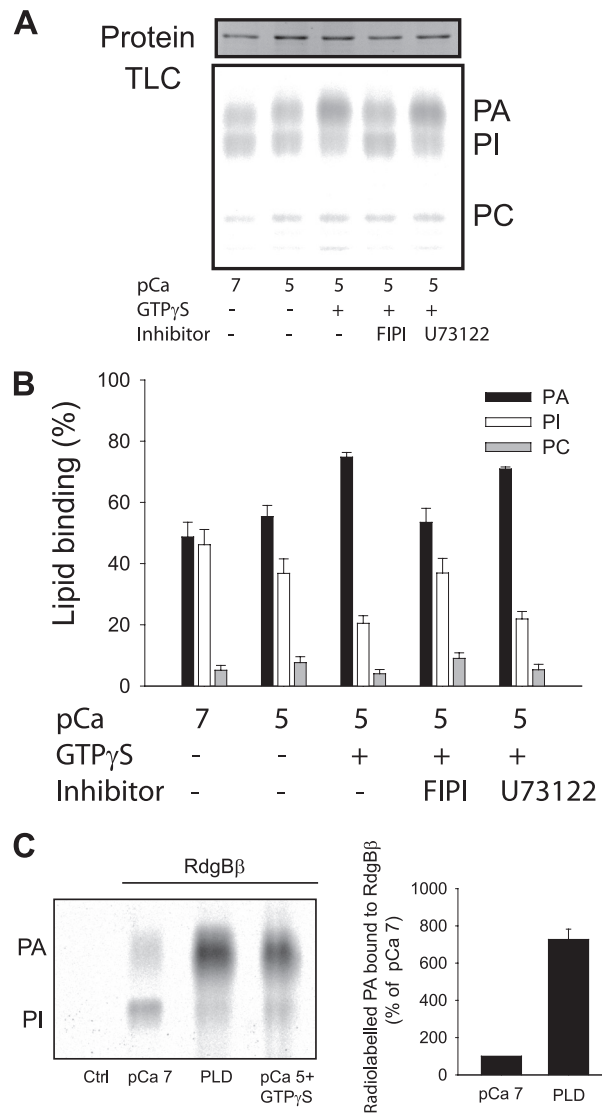 A
Protein
TLC
PA
PI
PC
pCa 7 5 5 5 5
GTPγS - - + + +
Inhibitor - - - FIPI U73122
B
Lipid binding (%)
100
80
60
40
20
0
PA
PI
PC
pCa 7 5 5 5 5
GTPγS - - + + +
Inhibitor - - - FIPI U73122
C
RdgBβ
PA
PI
Ctrl pCa 7 PLD pCa 5+
GTPγS
Radiolabelled PA bound to RdgBβ
(% of pCa 7)
1000
800
600
400
200
0
pCa 7 PLD